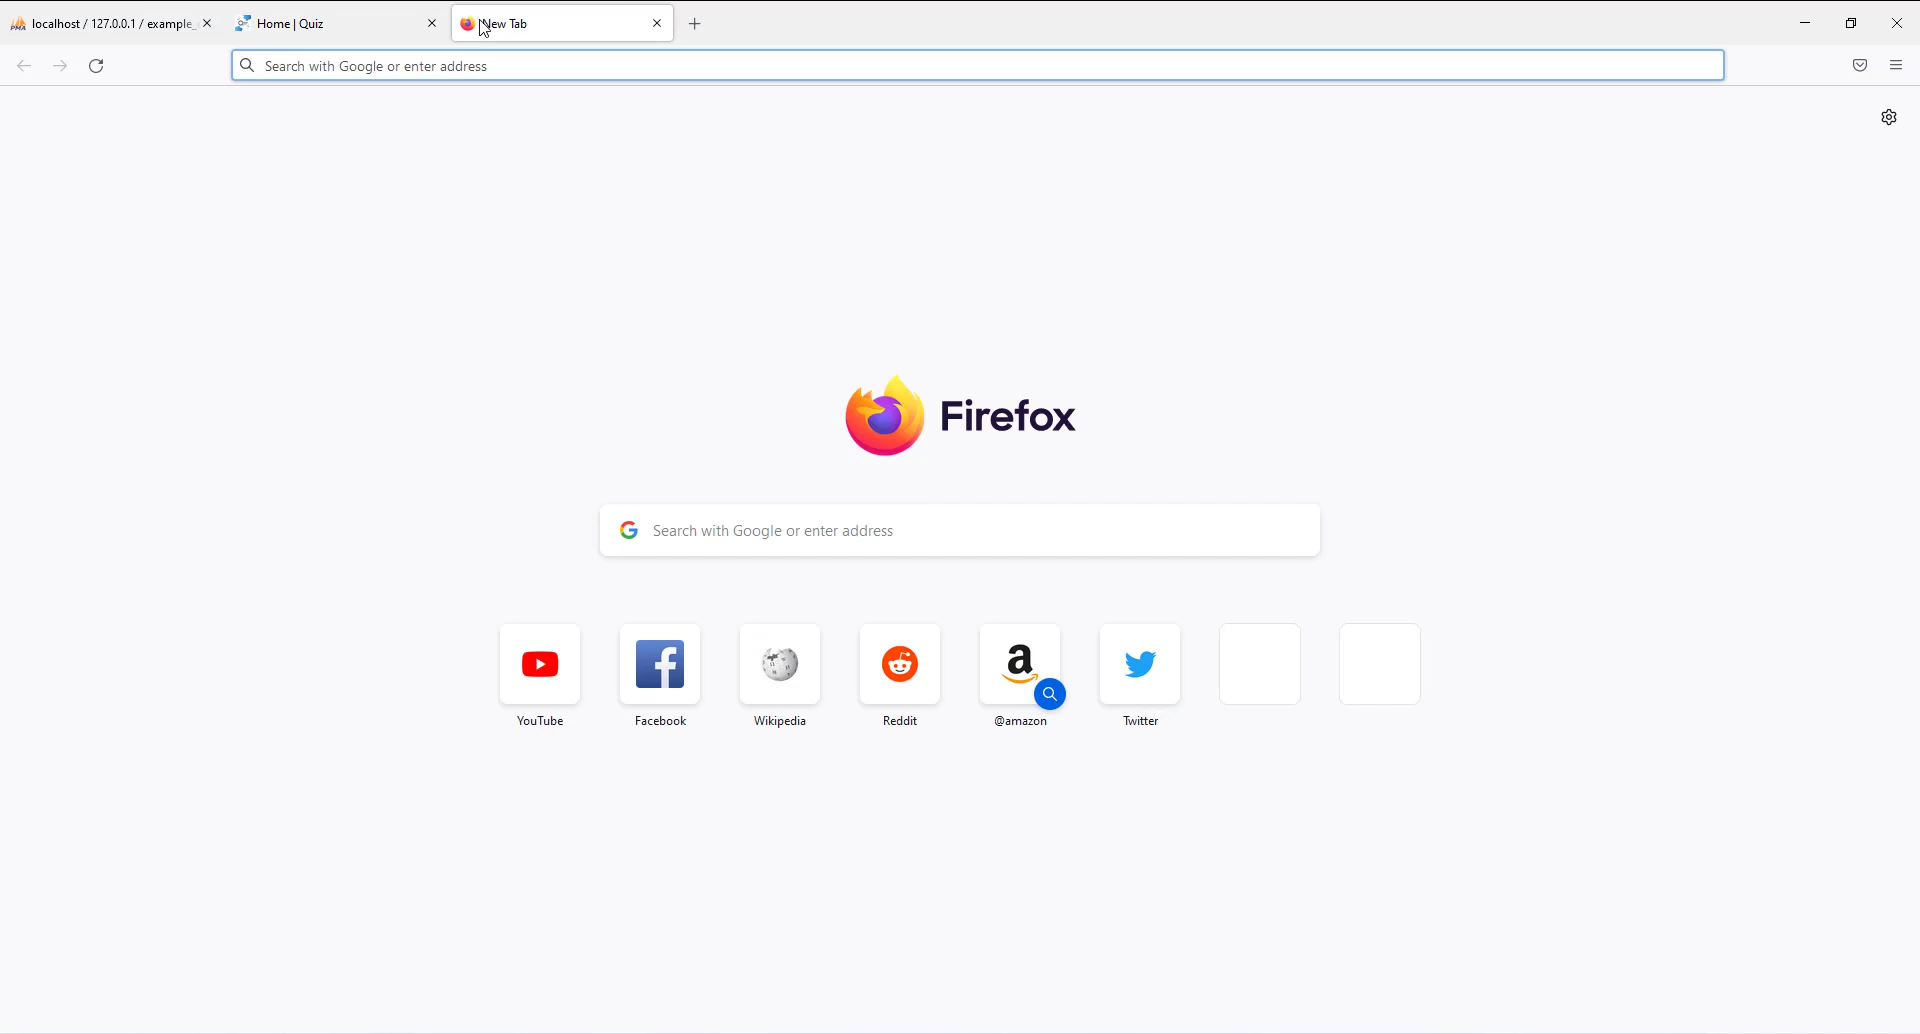 localhost / 127.0.0.1 / example_
Home | Quiz
New Tab
Search with Google or enter address
Firefox
Search with Google or enter address
YouTube
Facebook
Wikipedia
Reddit
@amazon
Twitter